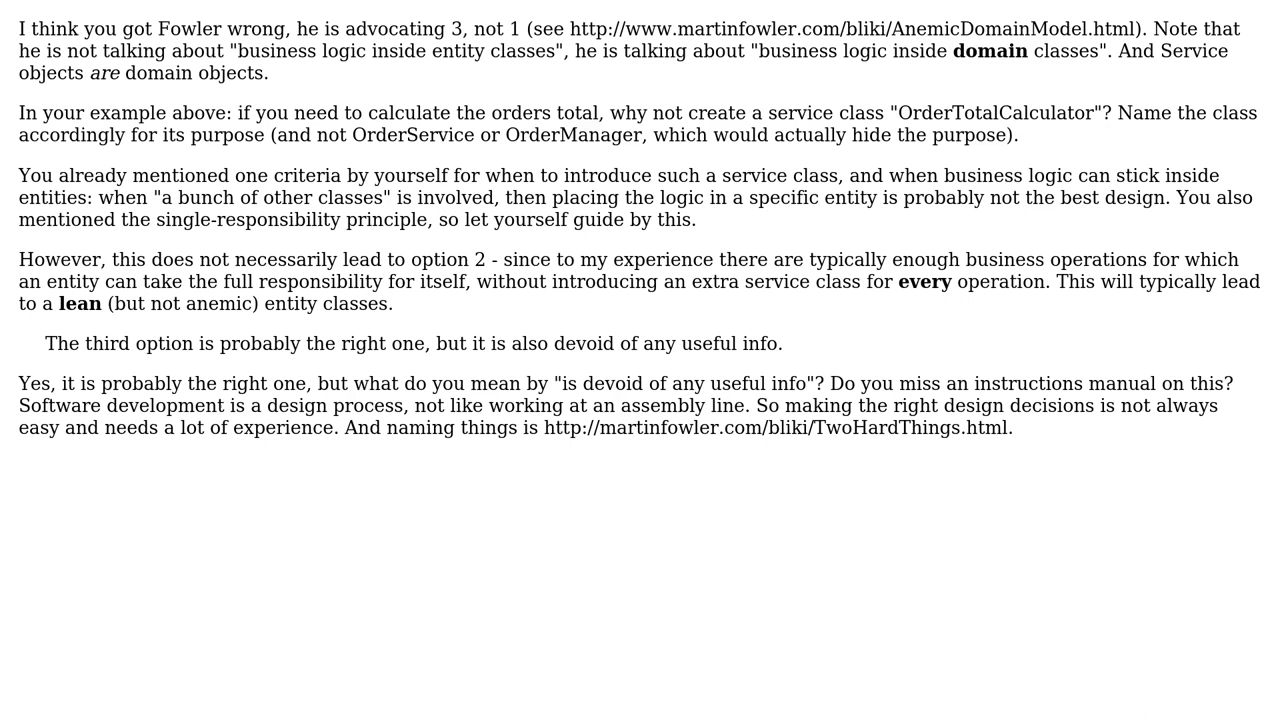 I think you got Fowler wrong, he is advocating 3, not 1 (see http://www.martinfowler.com/bliki/AnemicDomainModel.html). Note that
he is not talking about "business logic inside entity classes", he is talking about "business logic inside domain classes". And Service
objects are domain objects.
In your example above: if you need to calculate the orders total, why not create a service class "OrderTotalCalculator"? Name the class
accordingly for its purpose (and not OrderService or OrderManager, which would actually hide the purpose).
You already mentioned one criteria by yourself for when to introduce such a service class, and when business logic can stick inside
entities: when "a bunch of other classes" is involved, then placing the logic in a specific entity is probably not the best design. You also
mentioned the single-responsibility principle, so let yourself guide by this.
However, this does not necessarily lead to option 2 - since to my experience there are typically enough business operations for which
an entity can take the full responsibility for itself, without introducing an extra service class for every operation. This will typically lead
to a lean (but not anemic) entity classes.
The third option is probably the right one, but it is also devoid of any useful info.
Yes, it is probably the right one, but what do you mean by "is devoid of any useful info"? Do you miss an instructions manual on this?
Software development is a design process, not like working at an assembly line. So making the right design decisions is not always
easy and needs a lot of experience. And naming things is http://martinfowler.com/bliki/TwoHardThings.html.